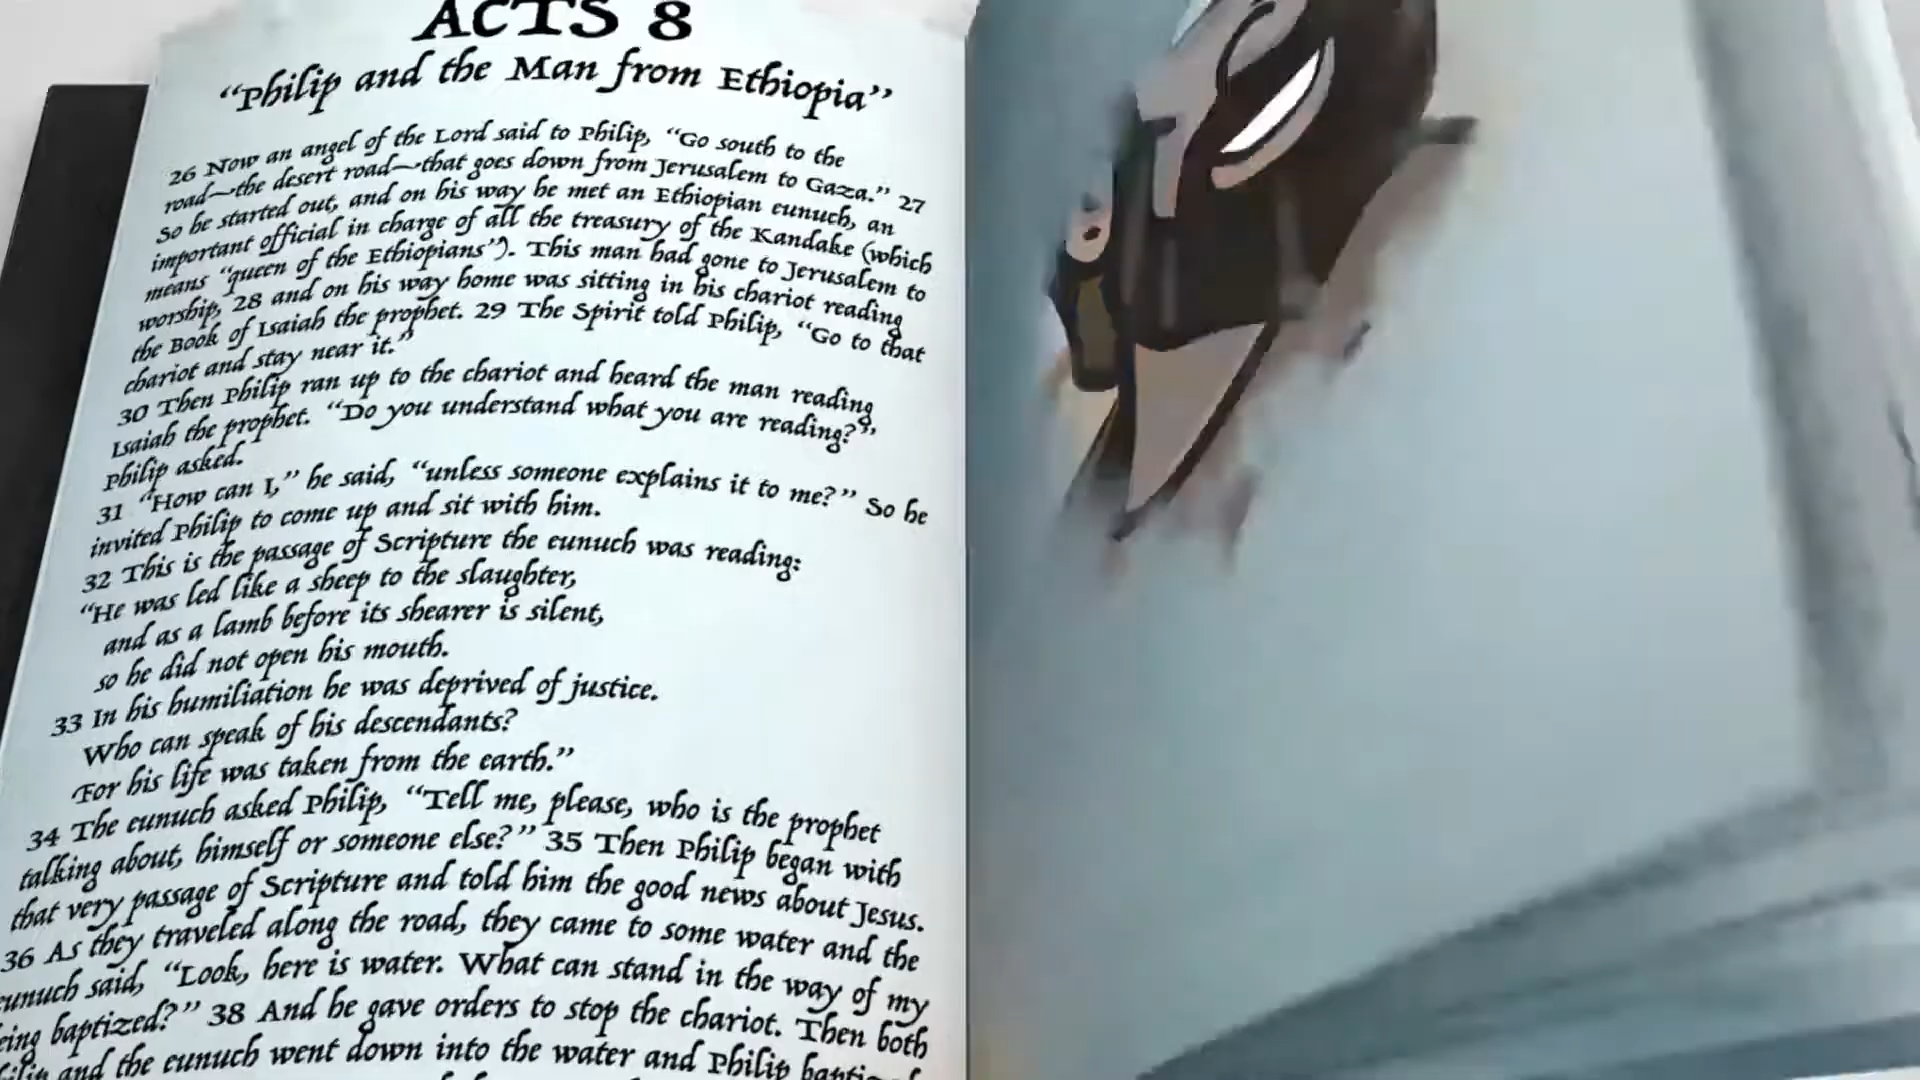 ACTS 8
“Philip and the Man from Ethiopia”
26 Now an angel of the Lord said to Philip, “Go south to the
road—the desert road—that goes down from Jerusalem to Gaza.” 27
So he started out, and on his way he met an Ethiopian eunuch, an
important official in charge of all the treasury of the Kandake (which
means “queen of the Ethiopians”). This man had gone to Jerusalem to
worship, 28 and on his way home was sitting in his chariot reading
the Book of Isaiah the prophet. 29 The Spirit told Philip, “Go to that
chariot and stay near it.”
30 Then Philip ran up to the chariot and heard the man reading
Isaiah the prophet. “Do you understand what you are reading?”
Philip asked.
31 “How can I,” he said, “unless someone explains it to me?” So he
invited Philip to come up and sit with him.
32 This is the passage of Scripture the eunuch was reading:
“He was led like a sheep to the slaughter,
and as a lamb before its shearer is silent,
so he did not open his mouth.
33 In his humiliation he was deprived of justice.
Who can speak of his descendants?
For his life was taken from the earth.”
34 The eunuch asked Philip, “Tell me, please, who is the prophet
talking about, himself or someone else?” 35 Then Philip began with
that very passage of Scripture and told him the good news about Jesus.
36 As they traveled along the road, they came to some water and the
eunuch said, “Look, here is water. What can stand in the way of my
eing baptized?” 38 And he gave orders to stop the chariot. Then both
and the eunuch went down into the water and Philip